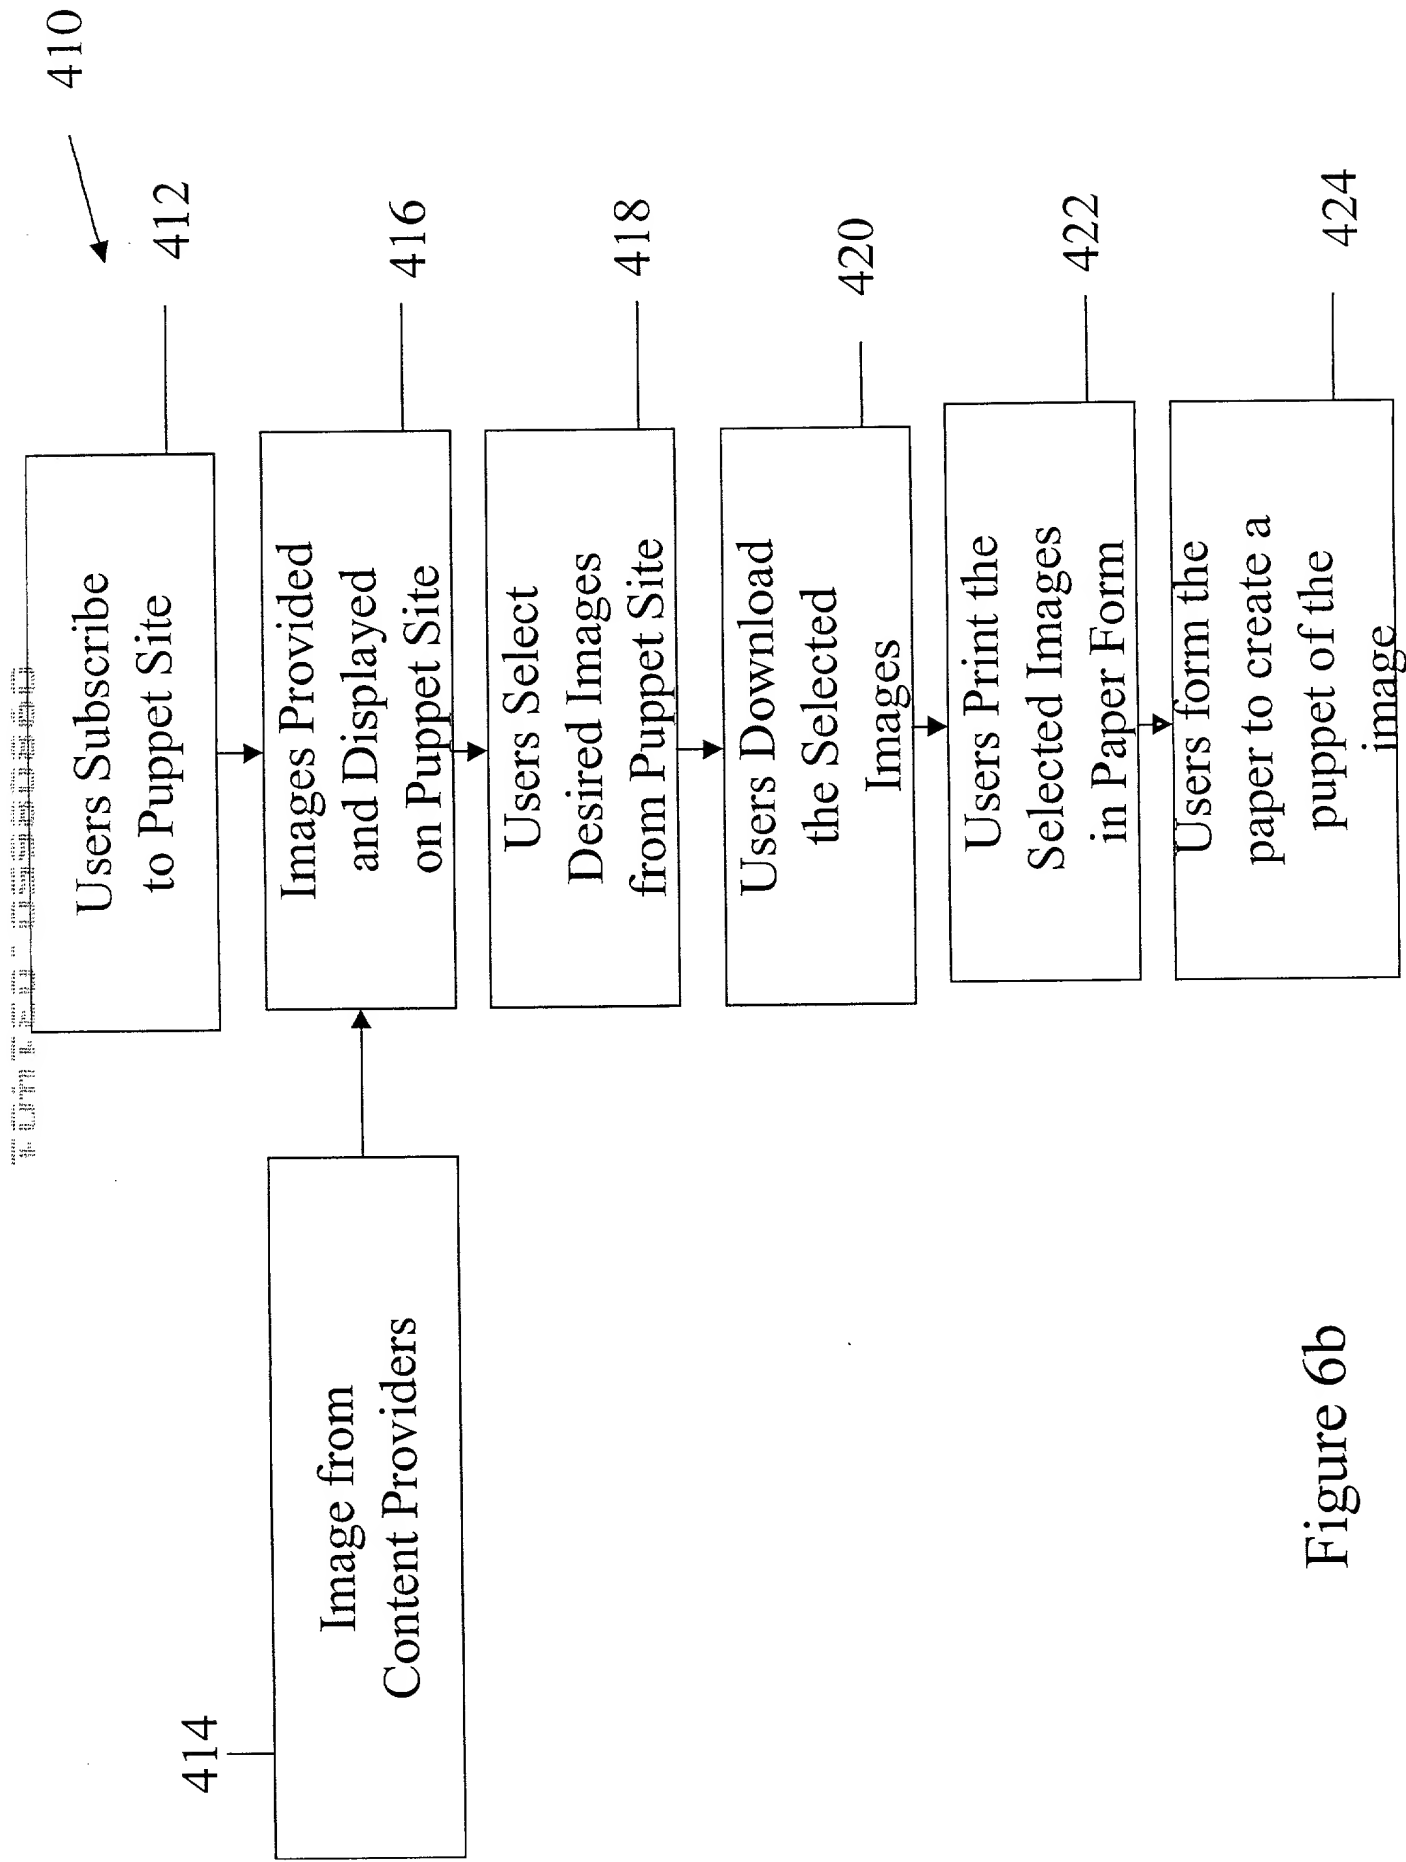 410
Users Subscribe
to Puppet Site
412
Images Provided
and Displayed
on Puppet Site
416
Image from
Content Providers
414
Users Select
Desired Images
from Puppet Site
418
Users Download
the Selected
Images
420
Users Print the
Selected Images
in Paper Form
422
Users form the
paper to create a
puppet of the
image
424
Figure 6b